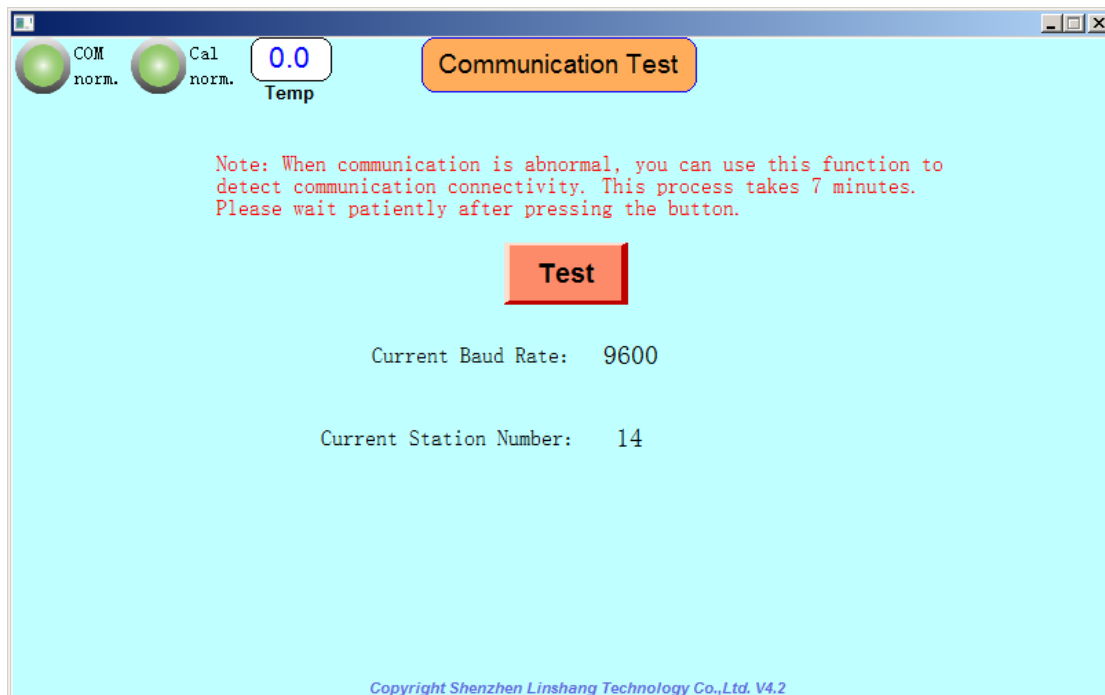 COM
norm.
Cal
norm.
0.0
Temp
Communication Test
Note: When communication is abnormal, you can use this function to
detect communication connectivity. This process takes 7 minutes.
Please wait patiently after pressing the button.
Test
Current Baud Rate: 9600
Current Station Number: 14
Copyright Shenzhen Linshang Technology Co.,Ltd. V4.2